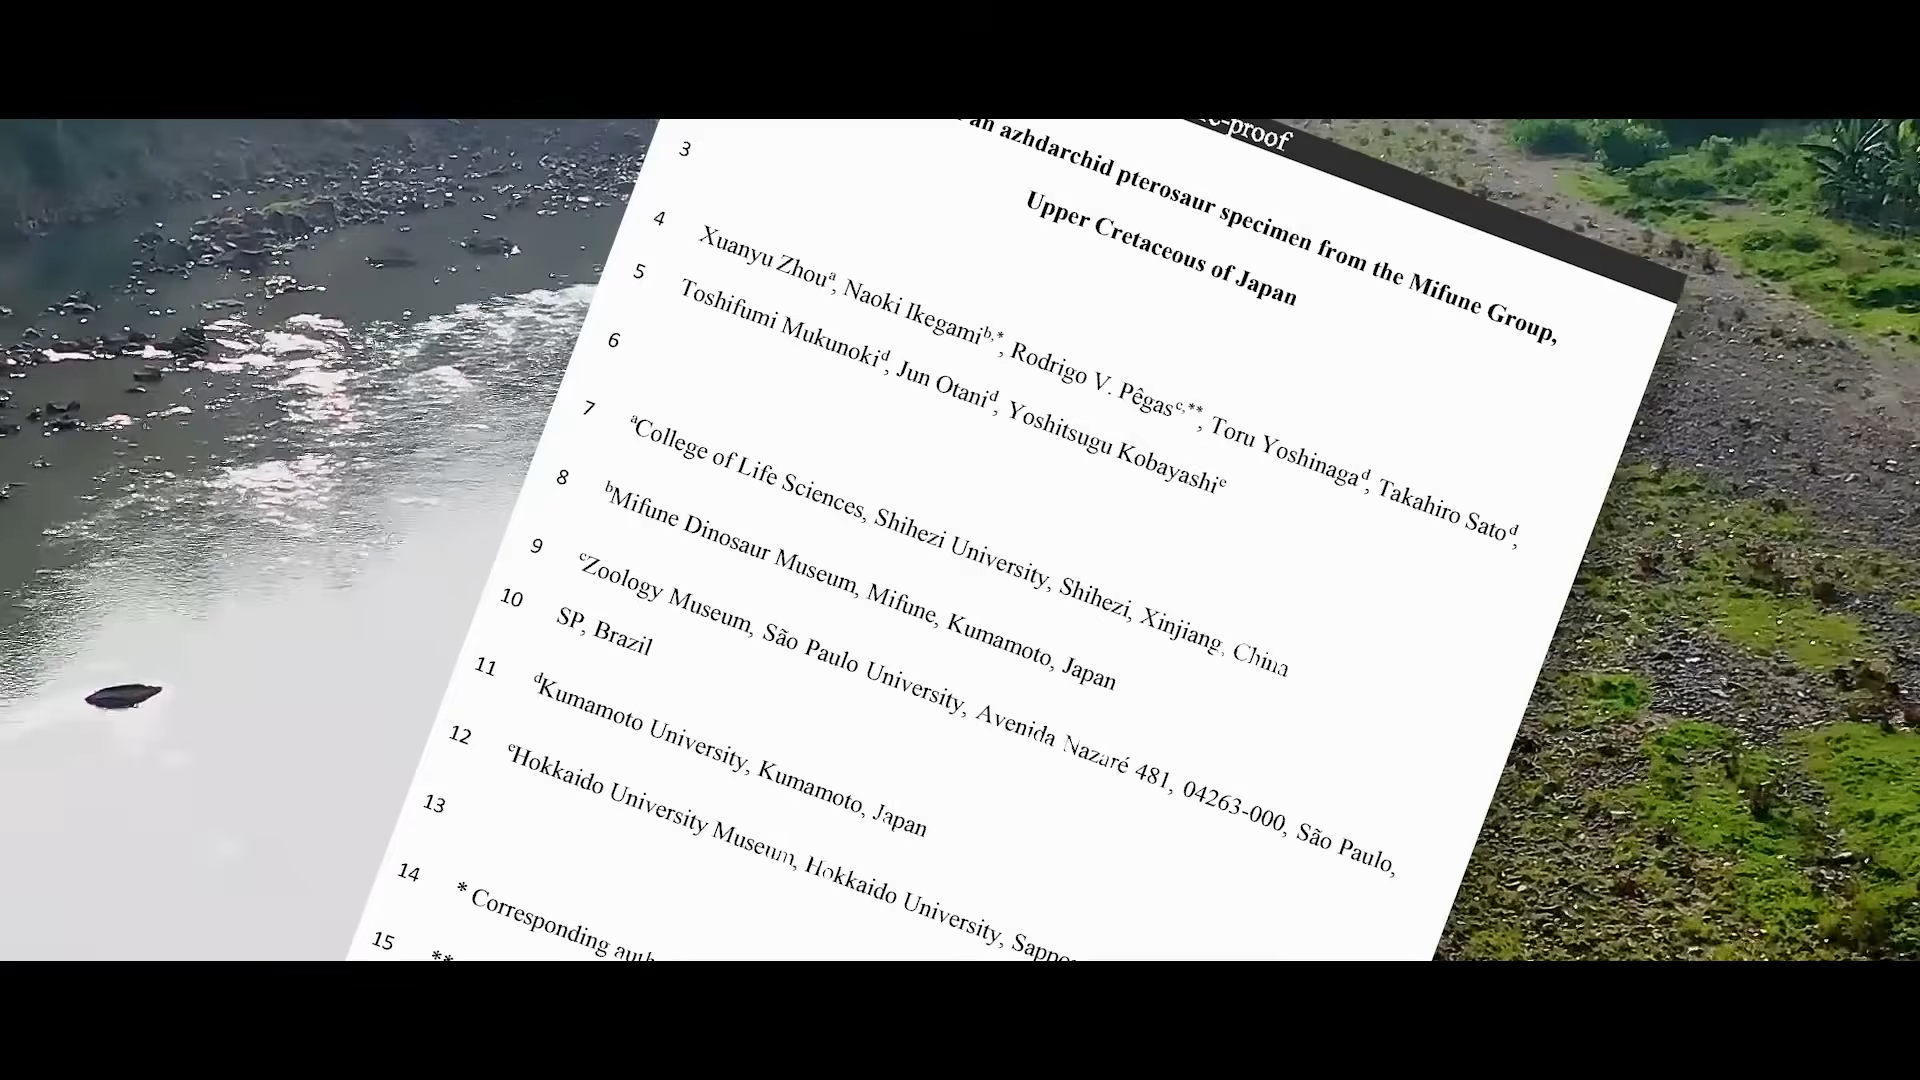 -proof
an azhdarchid pterosaur specimen from the Mifune Group,
3 Upper Cretaceous of Japan
4 Xuanyu Zhouᵃ, Naoki Ikegamiᵇ,*, Rodrigo V. Pêgasᶜ,**, Toru Yoshinagaᵈ, Takahiro Satoᵈ,
5 Toshifumi Mukunokiᵈ, Jun Otaniᵈ, Yoshitsugu Kobayashiᵉ
6
7 ᵃCollege of Life Sciences, Shihezi University, Shihezi, Xinjiang, China
8 ᵇMifune Dinosaur Museum, Mifune, Kumamoto, Japan
9 ᶜZoology Museum, São Paulo University, Avenida Nazaré 481, 04263-000, São Paulo,
10 SP, Brazil
11 ᵈKumamoto University, Kumamoto, Japan
12 ᵉHokkaido University Museum, Hokkaido University, Sappo
13
14 * Corresponding auth
15 **